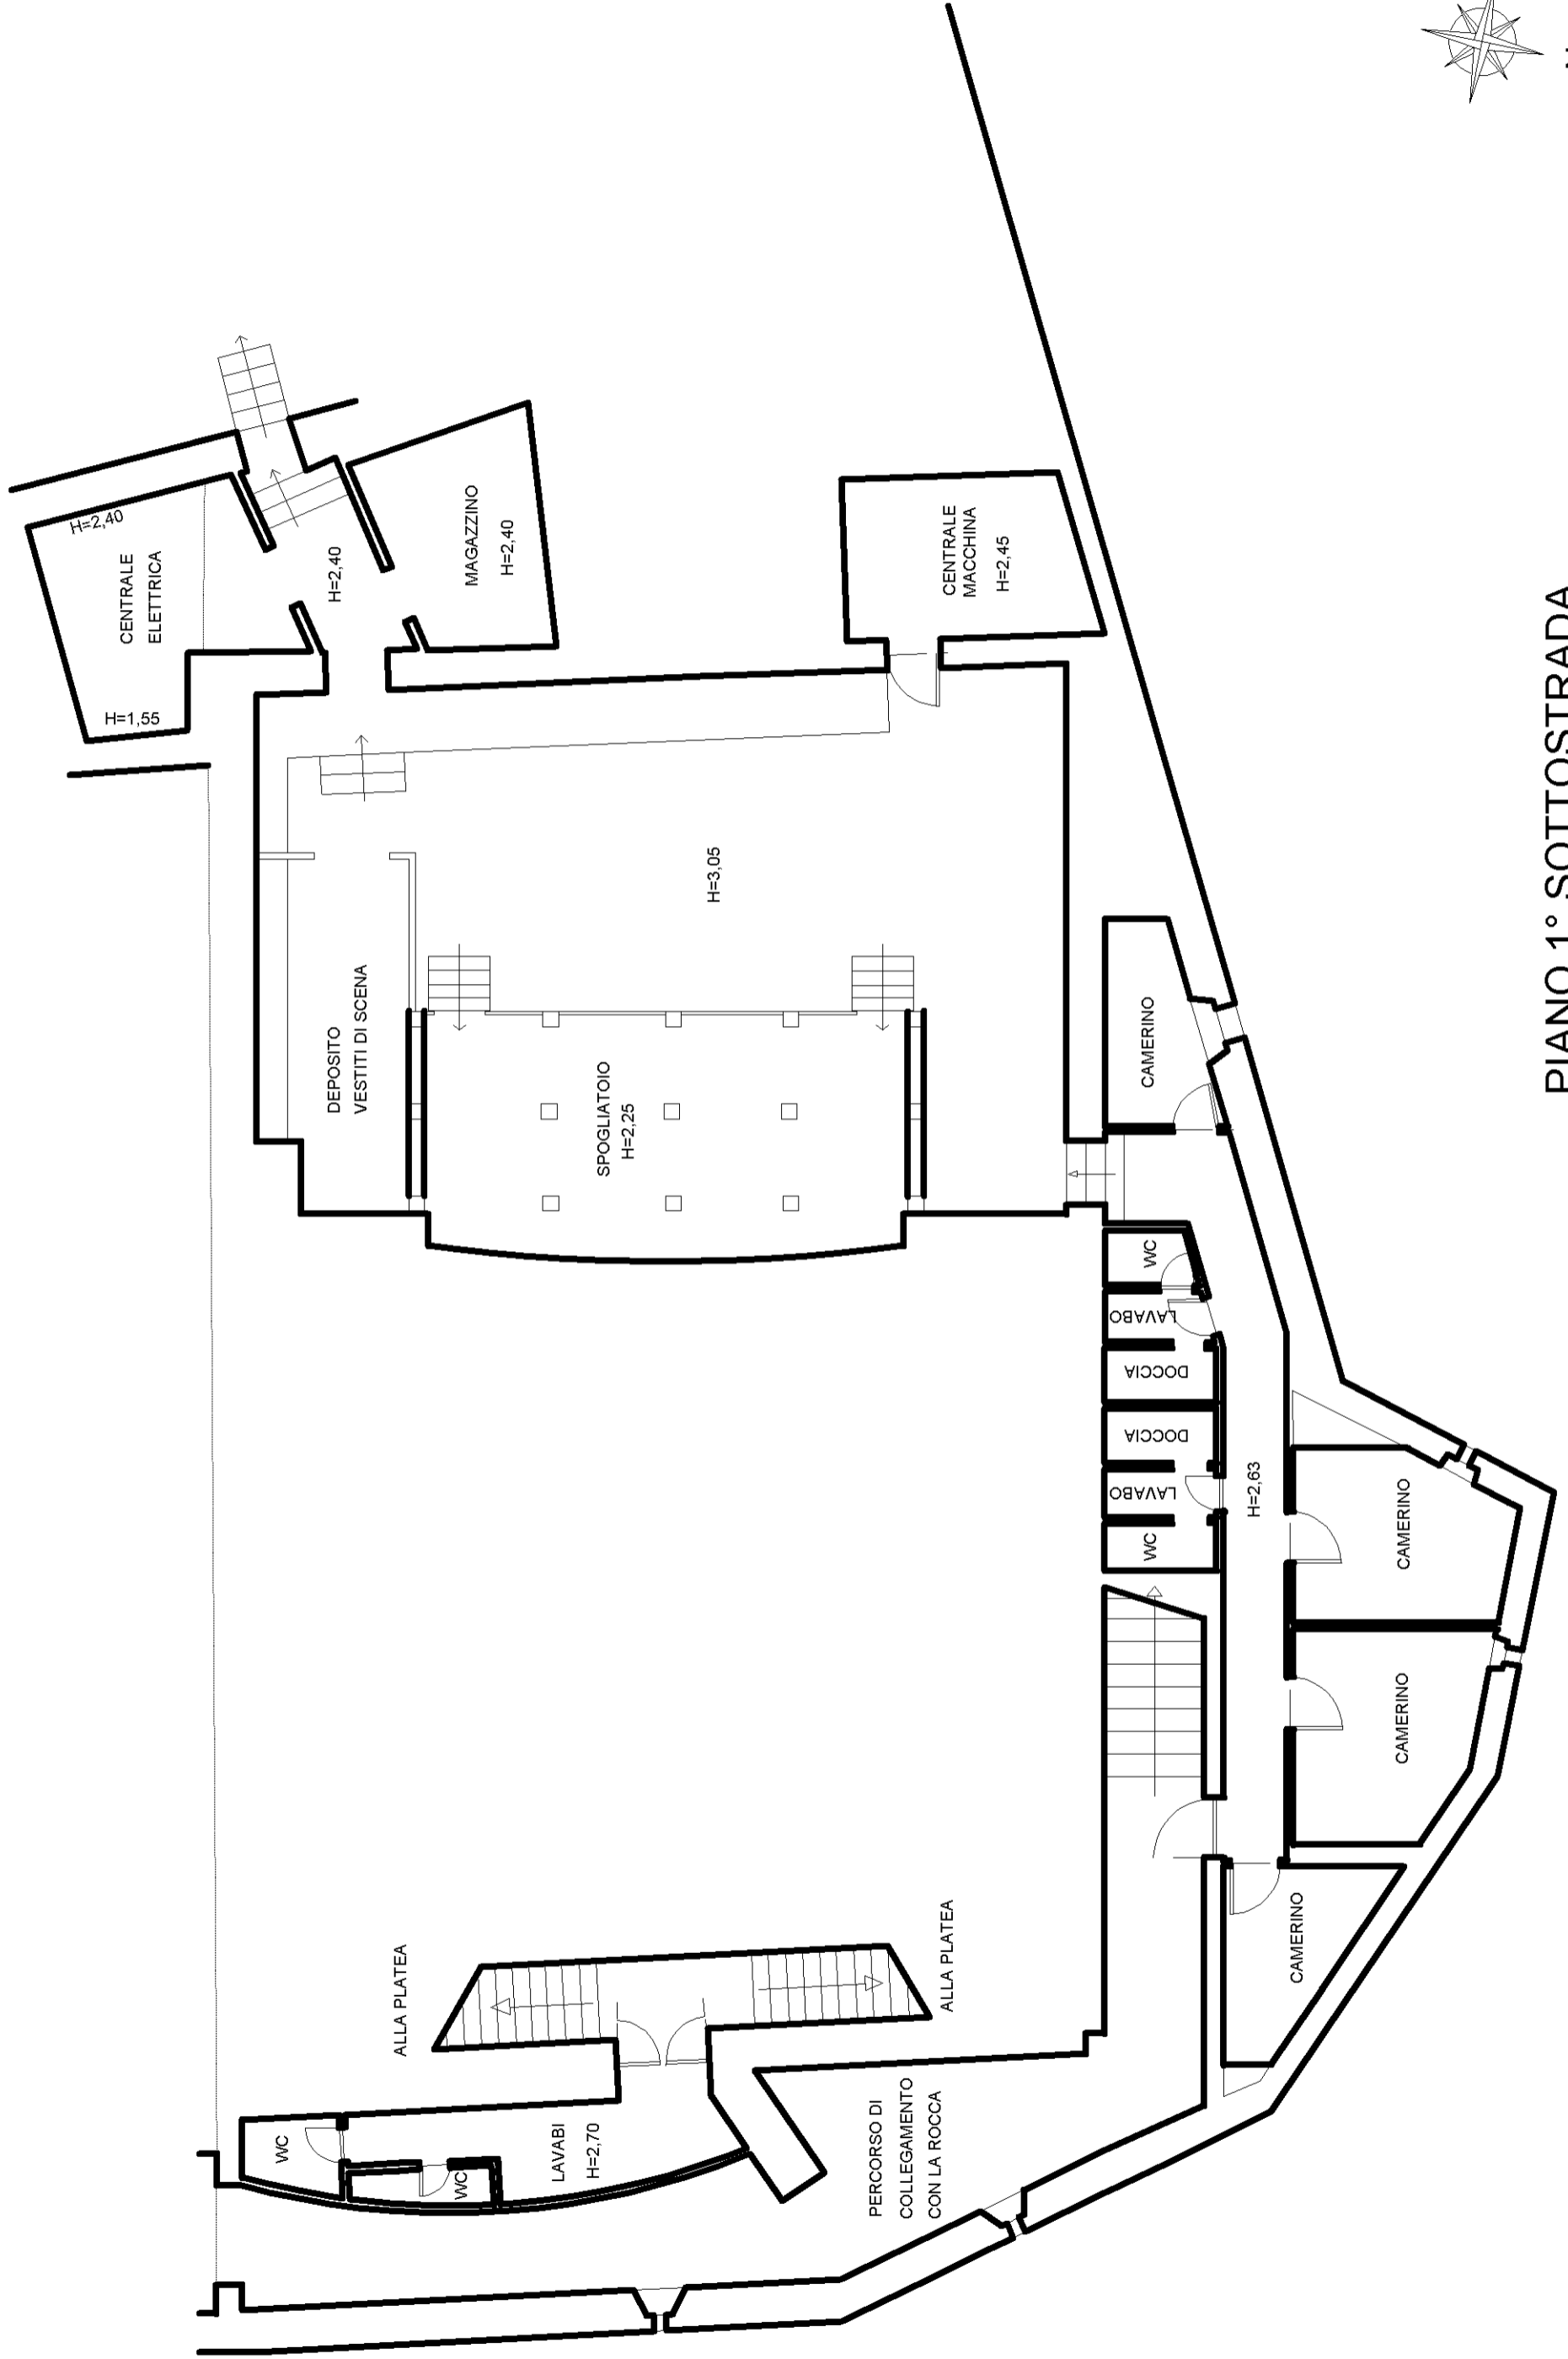 H=2,40
CENTRALE
ELETTRICA
H=1,55
H=2,40
MAGAZZINO
H=2,40
CENTRALE
MACCHINA
H=2,45
H=3,05
DEPOSITO
VESTITI DI SCENA
SPOGLIATOIO
H=2,25
CAMERINO
WC
LAVABO
DOCCIA
DOCCIA
LAVABO
WC
H=2,63
CAMERINO
CAMERINO
CAMERINO
ALLA PLATEA
ALLA PLATEA
WC
WC
LAVABI
H=2,70
PERCORSO DI
COLLEGAMENTO
CON LA ROCCA
PIANO 1° SOTTOSTRADA